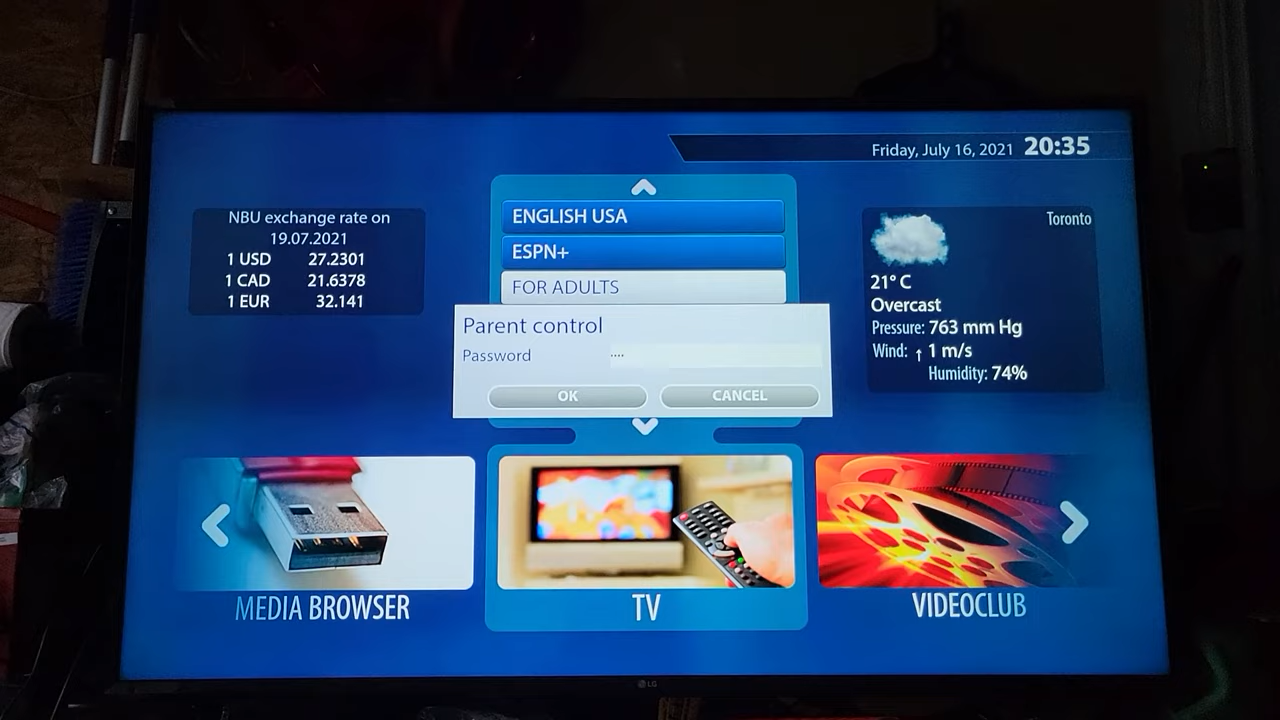 Friday, July 16, 2021 20:35
NBU exchange rate on
19.07.2021
1 USD 27.2301
1 CAD 21.6378
1 EUR 32.141
ENGLISH USA
ESPN+
FOR ADULTS
Parent control
Password ....
OK CANCEL
Toronto
21° C
Overcast
Pressure: 763 mm Hg
Wind: ↑ 1 m/s
Humidity: 74%
MEDIA BROWSER
TV
VIDEOCLUB
LG